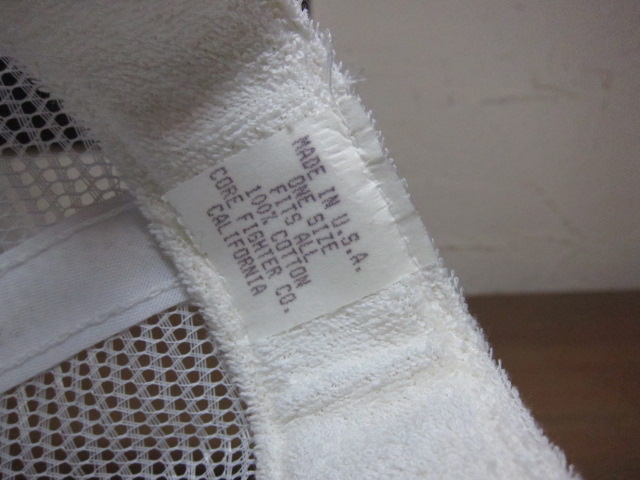 MADE IN U.S.A.
ONE SIZE
FITS ALL
100% COTTON
CORE FIGHTER CO.
CALIFORNIA